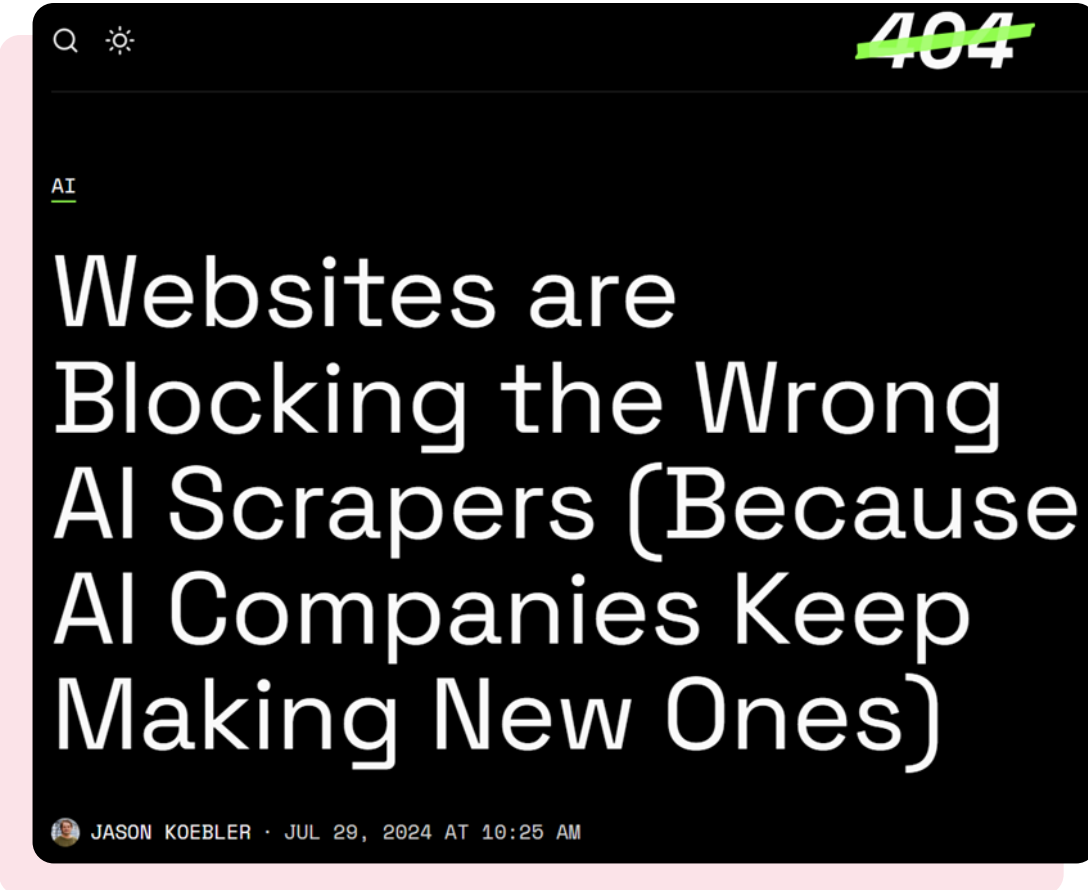 404
AI
Websites are
Blocking the Wrong
AI Scrapers (Because
AI Companies Keep
Making New Ones)
JASON KOEBLER · JUL 29, 2024 AT 10:25 AM